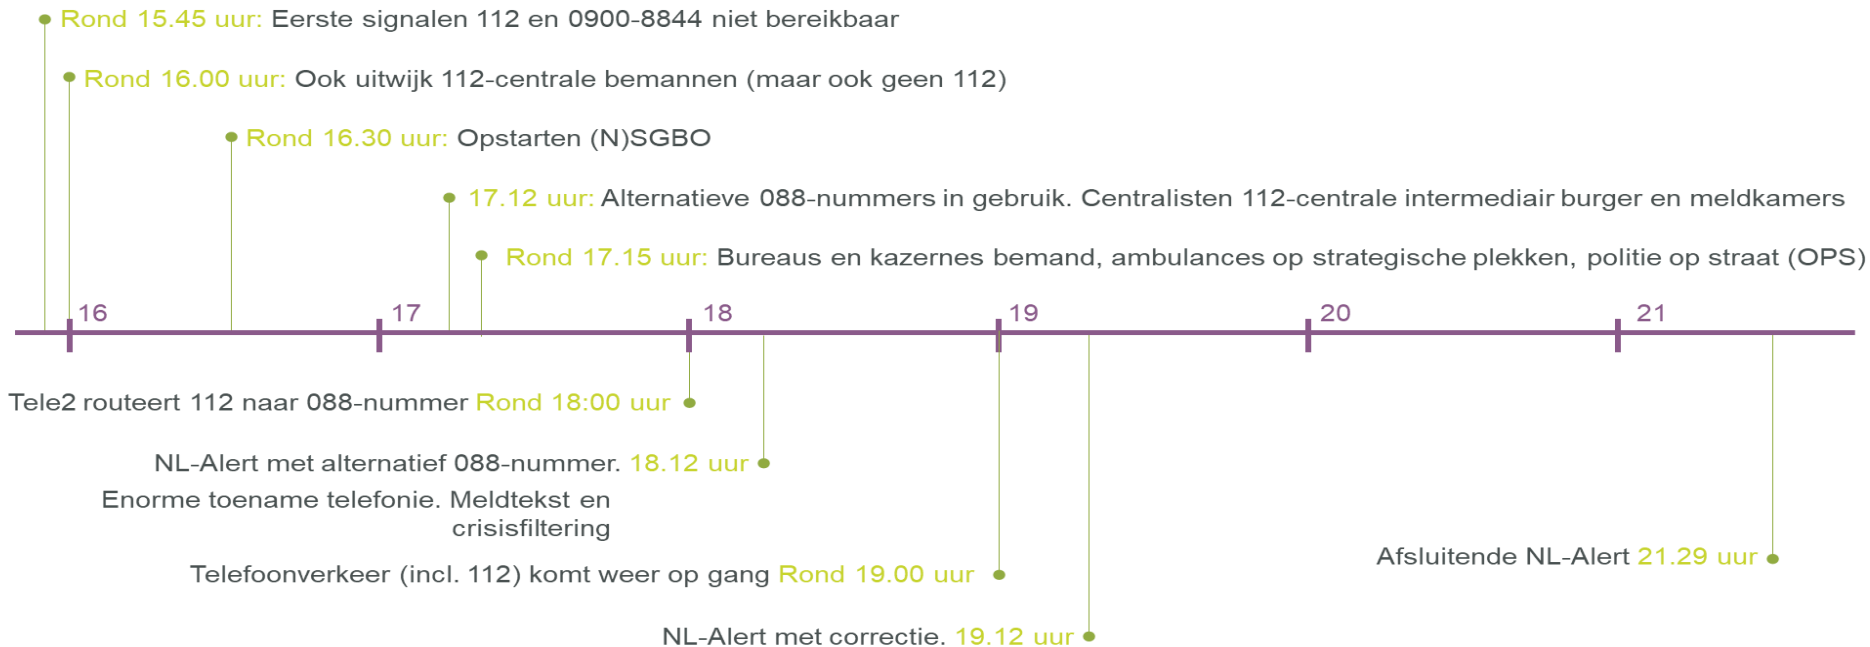 Rond 15.45 uur: Eerste signalen 112 en 0900-8844 niet bereikbaar
Rond 16.00 uur: Ook uitwijk 112-centrale bemannen (maar ook geen 112)
Rond 16.30 uur: Opstarten (N)SGBO
17.12 uur: Alternatieve 088-nummers in gebruik. Centralisten 112-centrale intermediair burger en meldkamers
Rond 17.15 uur: Bureaus en kazernes bemand, ambulances op strategische plekken, politie op straat (OPS)
16 17 18 19 20 21
Tele2 routeert 112 naar 088-nummer Rond 18:00 uur
NL-Alert met alternatief 088-nummer. 18.12 uur
Enorme toename telefonie. Meldtekst en
crisisfiltering
Telefoonverkeer (incl. 112) komt weer op gang Rond 19.00 uur
Afsluitende NL-Alert 21.29 uur
NL-Alert met correctie. 19.12 uur